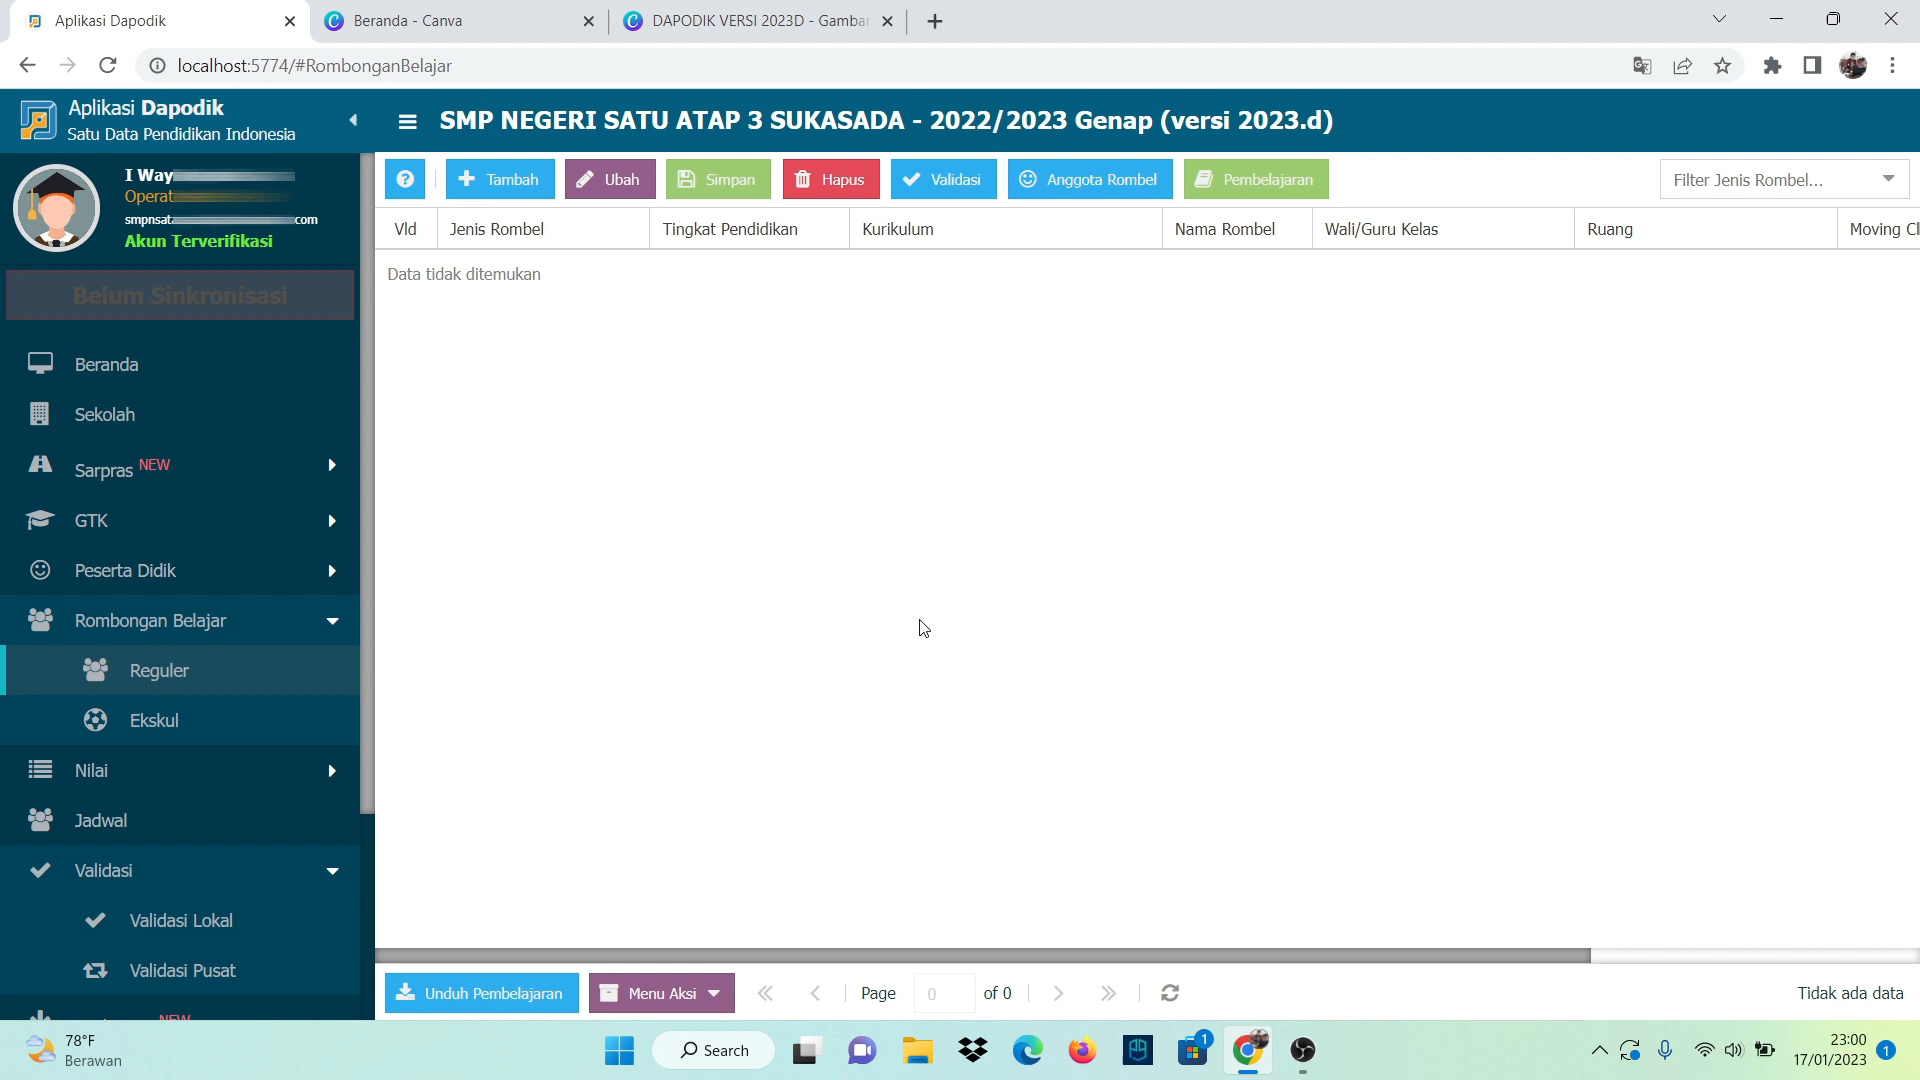 Aplikasi Dapodik
Beranda - Canva
DAPODIK VERSI 2023D - Gambar
localhost:5774/#RombonganBelajar
Aplikasi Dapodik
Satu Data Pendidikan Indonesia
SMP NEGERI SATU ATAP 3 SUKASADA - 2022/2023 Genap (versi 2023.d)
I Way
Operat
smpnsat
com
Akun Terverifikasi
Belum Sinkronisasi
Tambah
Ubah
Simpan
Hapus
Validasi
Anggota Rombel
Pembelajaran
Filter Jenis Rombel...
Vld
Jenis Rombel
Tingkat Pendidikan
Kurikulum
Nama Rombel
Wali/Guru Kelas
Ruang
Moving Cl
Data tidak ditemukan
Beranda
Sekolah
Sarpras NEW
GTK
Peserta Didik
Rombongan Belajar
Reguler
Ekskul
Nilai
Jadwal
Validasi
Validasi Lokal
Validasi Pusat
NEW
Unduh Pembelajaran
Menu Aksi
Page
0
of 0
Tidak ada data
78°F
Berawan
Search
1
23:00
17/01/2023
1